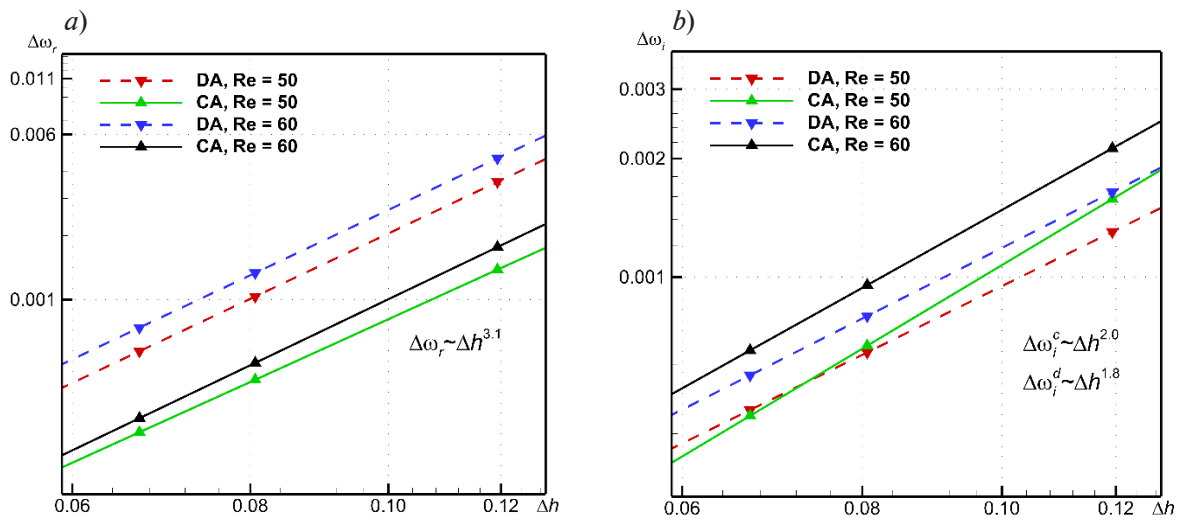 a)
Δω_r
0.011
0.006
0.001
DA, Re = 50
CA, Re = 50
DA, Re = 60
CA, Re = 60
Δω_r~Δh^3.1
0.06 0.08 0.10 0.12 Δh
b)
Δω_i
0.003
0.002
0.001
DA, Re = 50
CA, Re = 50
DA, Re = 60
CA, Re = 60
Δω_i^c~Δh^2.0
Δω_i^d~Δh^1.8
0.06 0.08 0.10 0.12 Δh